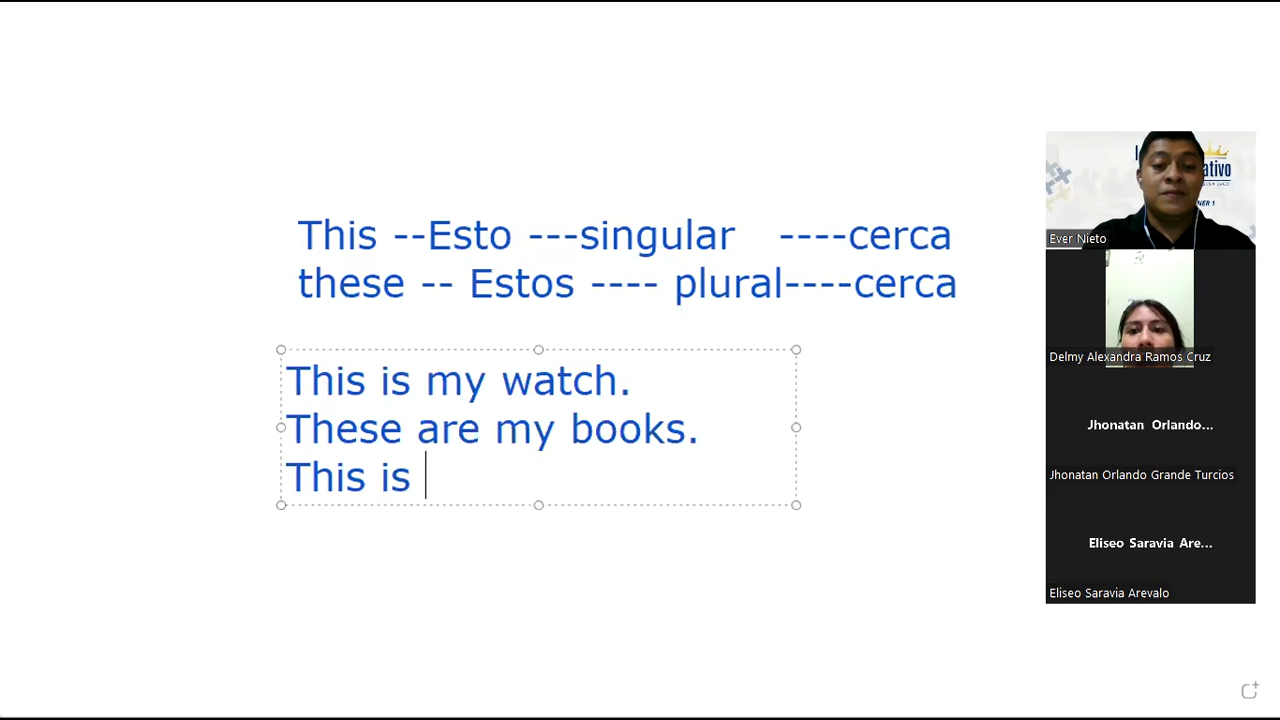 This --Esto ---singular ----cerca
these -- Estos ---- plural----cerca
This is my watch.
These are my books.
This is
Ever Nieto
Delmy Alexandra Ramos Cruz
Jhonatan Orlando...
Jhonatan Orlando Grande Turcios
Eliseo Saravia Are...
Eliseo Saravia Arevalo